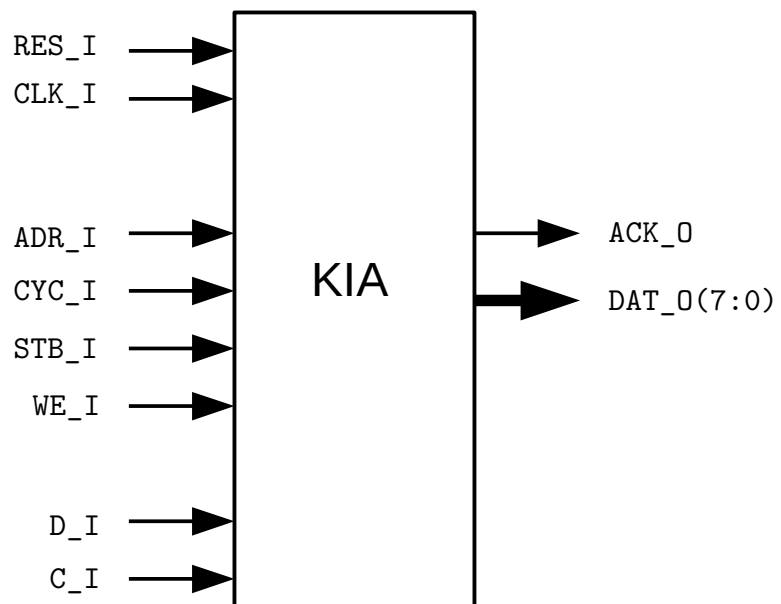 RES_I
CLK_I
ADR_I
CYC_I
STB_I
WE_I
D_I
C_I
KIA
ACK_O
DAT_O(7:0)